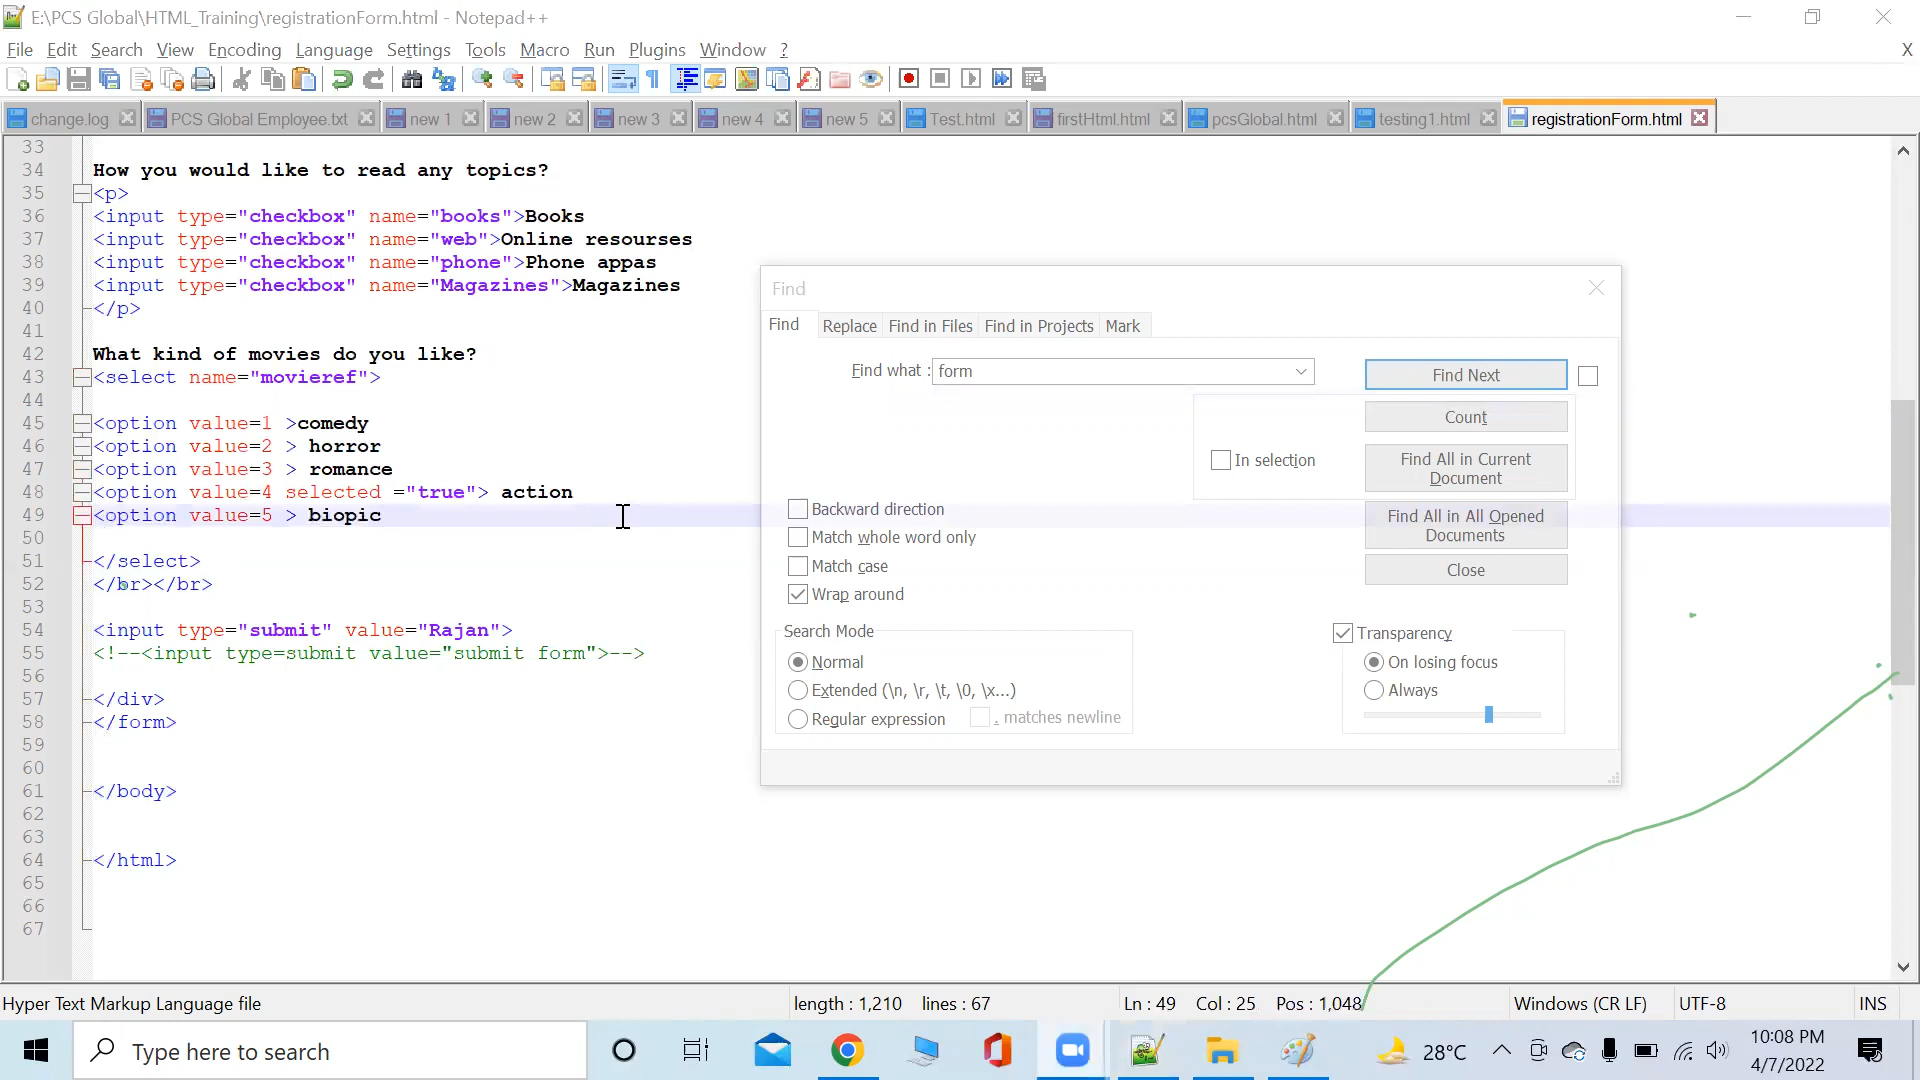 E:\PCS Global\HTML_Training\registrationForm.html - Notepad++
File Edit Search View Encoding Language Settings Tools Macro Run Plugins Window ? X
change.log PCS Global Employee.txt new 1 new 2 new 3 new 4 new 5 Test.html firstHtml.html pcsGlobal.html testing1.html registrationForm.html
33
34 How you would like to read any topics?
35 <p>
36 <input type="checkbox" name="books">Books
37 <input type="checkbox" name="web">Online resourses
38 <input type="checkbox" name="phone">Phone appas
39 <input type="checkbox" name="Magazines">Magazines
40 </p>
41
42 What kind of movies do you like?
43 <select name="movieref">
44
45 <option value=1 >comedy
46 <option value=2 > horror
47 <option value=3 > romance
48 <option value=4 selected ="true"> action
49 <option value=5 > biopic
50
51 </select>
52 </br></br>
53
54 <input type="submit" value="Rajan">
55 <!--<input type=submit value="submit form">-->
56
57 </div>
58 </form>
59
60
61 </body>
62
63
64 </html>
65
66
67
Find
Find Replace Find in Files Find in Projects Mark
Find what : form
Find Next
Count
In selection
Find All in Current
Document
Backward direction
Find All in All Opened
Documents
Match whole word only
Match case
Close
Wrap around
Search Mode
Normal
Extended (\n, \r, \t, \0, \x...)
Regular expression . matches newline
Transparency
On losing focus
Always
Hyper Text Markup Language file length : 1,210 lines : 67 Ln : 49 Col : 25 Pos : 1,048 Windows (CR LF) UTF-8 INS
Type here to search
28°C
10:08 PM
4/7/2022